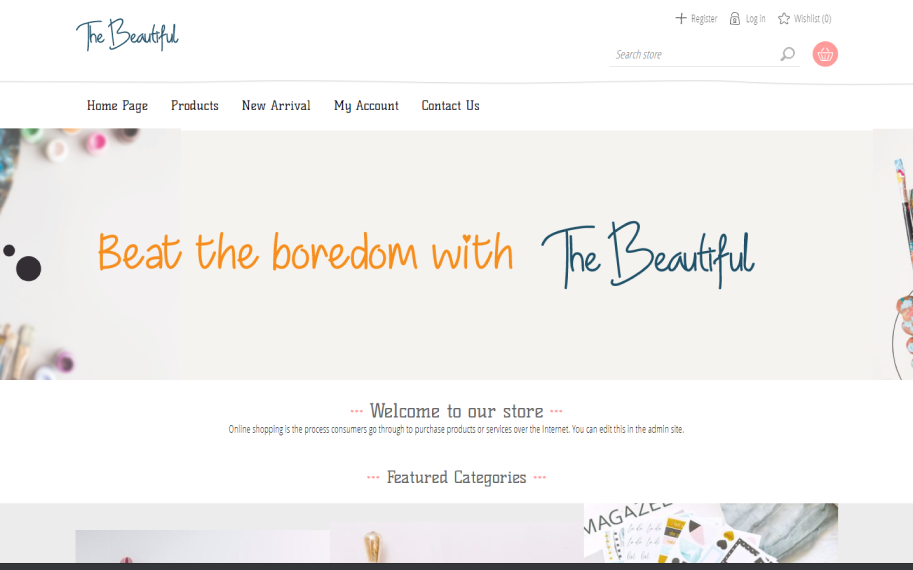 The Beautiful
Register Log in Wishlist (0)
Search store
Home Page Products New Arrival My Account Contact Us
Beat the boredom with The Beautiful
Welcome to our store
Online shopping is the process consumers go through to purchase products or services over the Internet. You can edit this in the admin site.
Featured Categories
MAGAZEE